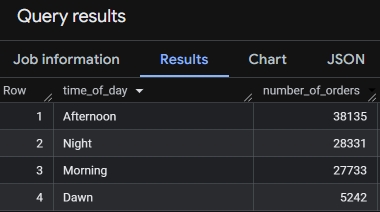 Query results
Job information Results Chart JSON
Row time_of_day number_of_orders
1 Afternoon 38135
2 Night 28331
3 Morning 27733
4 Dawn 5242